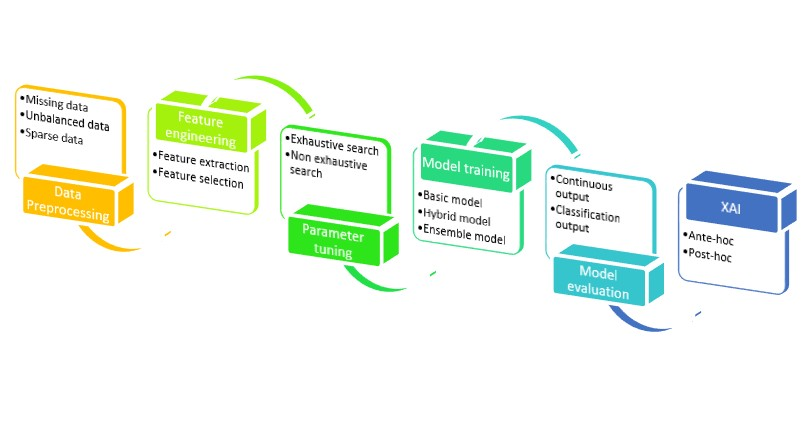 •Missing data
•Unbalanced data
•Sparse data
Data
Preprocessing
Feature
engineering
•Feature extraction
•Feature selection
•Exhaustive search
•Non exhaustive
search
Parameter
tuning
Model training
•Basic model
•Hybrid model
•Ensemble model
•Continuous
output
•Classification
output
Model
evaluation
XAI
•Ante-hoc
•Post-hoc